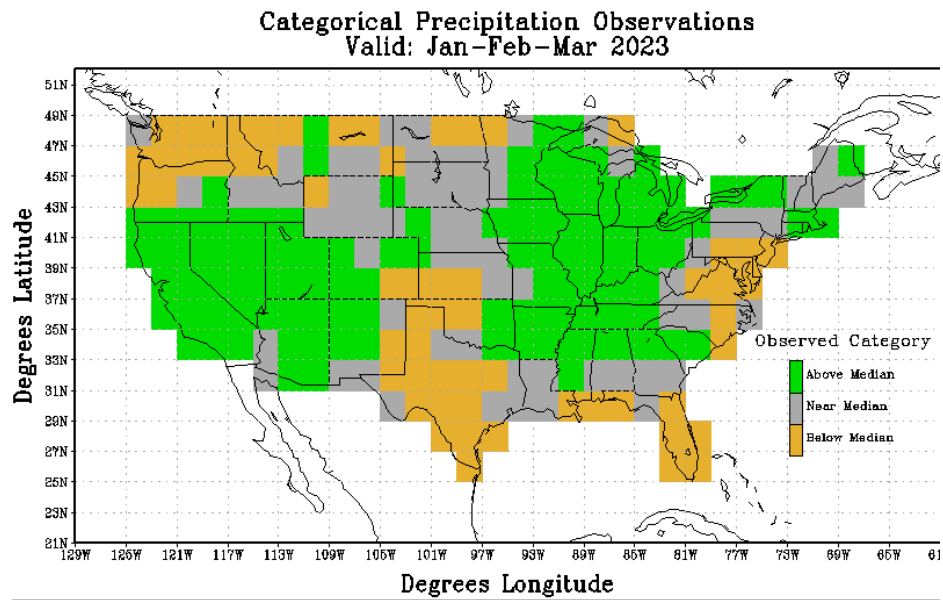 Categorical Precipitation Observations
Valid: Jan-Feb-Mar 2023
51N
49N
47N
45N
43N
41N
39N
37N
35N
33N
31N
29N
27N
25N
23N
21N
Degrees Latitude
Observed Category
Above Median
Near Median
Below Median
129W 125W 121W 117W 113W 109W 105W 101W 97W 93W 89W 85W 81W 77W 73W 69W 65W
Degrees Longitude